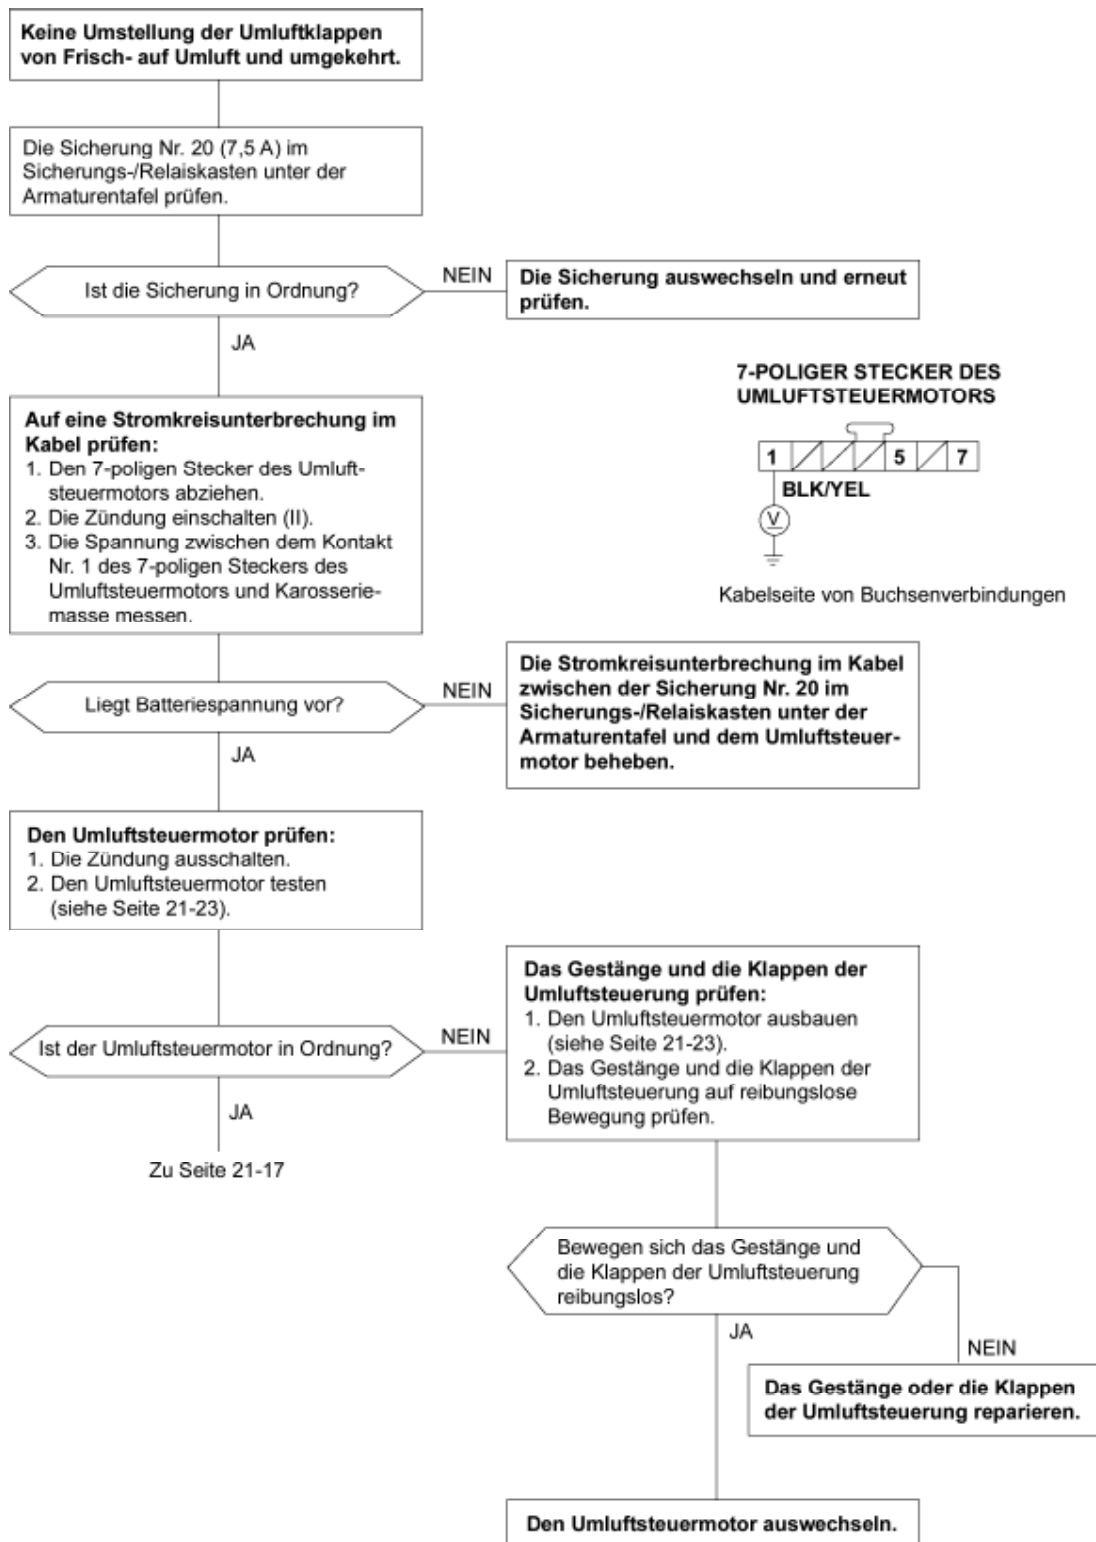 Keine Umstellung der Umluftklappen
von Frisch- auf Umluft und umgekehrt.
Die Sicherung Nr. 20 (7,5 A) im
Sicherungs-/Relaiskasten unter der
Armaturentafel prüfen.
Ist die Sicherung in Ordnung?
NEIN
Die Sicherung auswechseln und erneut
prüfen.
JA
7-POLIGER STECKER DES
UMLUFTSTEUERMOTORS
1 5 7
BLK/YEL
V
Kabelseite von Buchsenverbindungen
Auf eine Stromkreisunterbrechung im
Kabel prüfen:
1. Den 7-poligen Stecker des Umluft-
steuermotors abziehen.
2. Die Zündung einschalten (II).
3. Die Spannung zwischen dem Kontakt
Nr. 1 des 7-poligen Steckers des
Umluftsteuermotors und Karosserie-
masse messen.
Liegt Batteriespannung vor?
NEIN
Die Stromkreisunterbrechung im Kabel
zwischen der Sicherung Nr. 20 im
Sicherungs-/Relaiskasten unter der
Armaturentafel und dem Umluftsteuer-
motor beheben.
JA
Den Umluftsteuermotor prüfen:
1. Die Zündung ausschalten.
2. Den Umluftsteuermotor testen
(siehe Seite 21-23).
Ist der Umluftsteuermotor in Ordnung?
NEIN
Das Gestänge und die Klappen der
Umluftsteuerung prüfen:
1. Den Umluftsteuermotor ausbauen
(siehe Seite 21-23).
2. Das Gestänge und die Klappen der
Umluftsteuerung auf reibungslose
Bewegung prüfen.
JA
Zu Seite 21-17
Bewegen sich das Gestänge und
die Klappen der Umluftsteuerung
reibungslos?
JA
NEIN
Das Gestänge oder die Klappen
der Umluftsteuerung reparieren.
Den Umluftsteuermotor auswechseln.